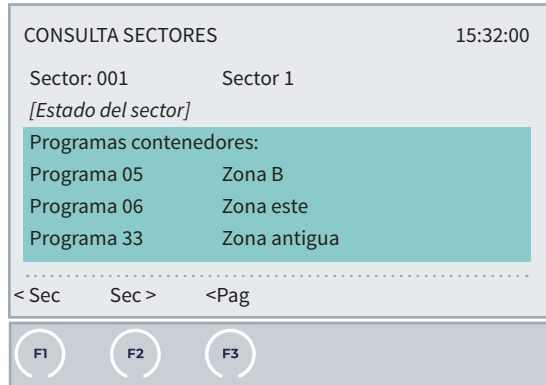 CONSULTA SECTORES 15:32:00
Sector: 001 Sector 1
[Estado del sector]
Programas contenedores:
Programa 05 Zona B
Programa 06 Zona este
Programa 33 Zona antigua
< Sec Sec > <Pag
F1 F2 F3